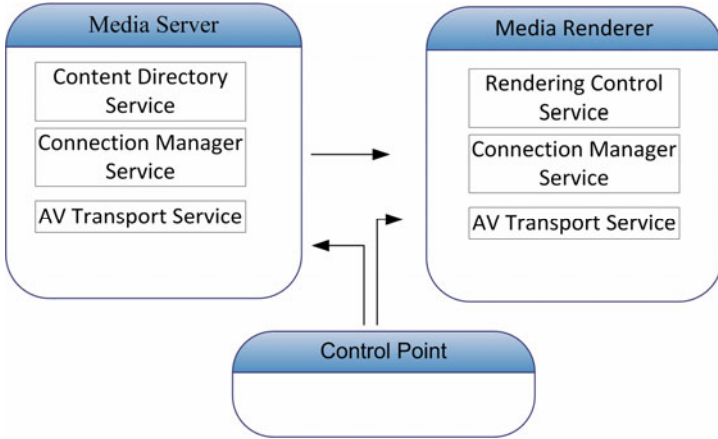 Media Server
Content Directory
Service
Connection Manager
Service
AV Transport Service
Media Renderer
Rendering Control
Service
Connection Manager
Service
AV Transport Service
Control Point